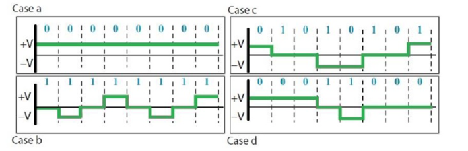 Case a
0 0 0 0 0 0 0 0
+V
−V
1 1 1 1 1 1 1 1
+V
−V
Case b
Case c
0 1 0 1 0 1 0 1
+V
−V
0 0 0 1 1 1 0 0
+V
−V
Case d